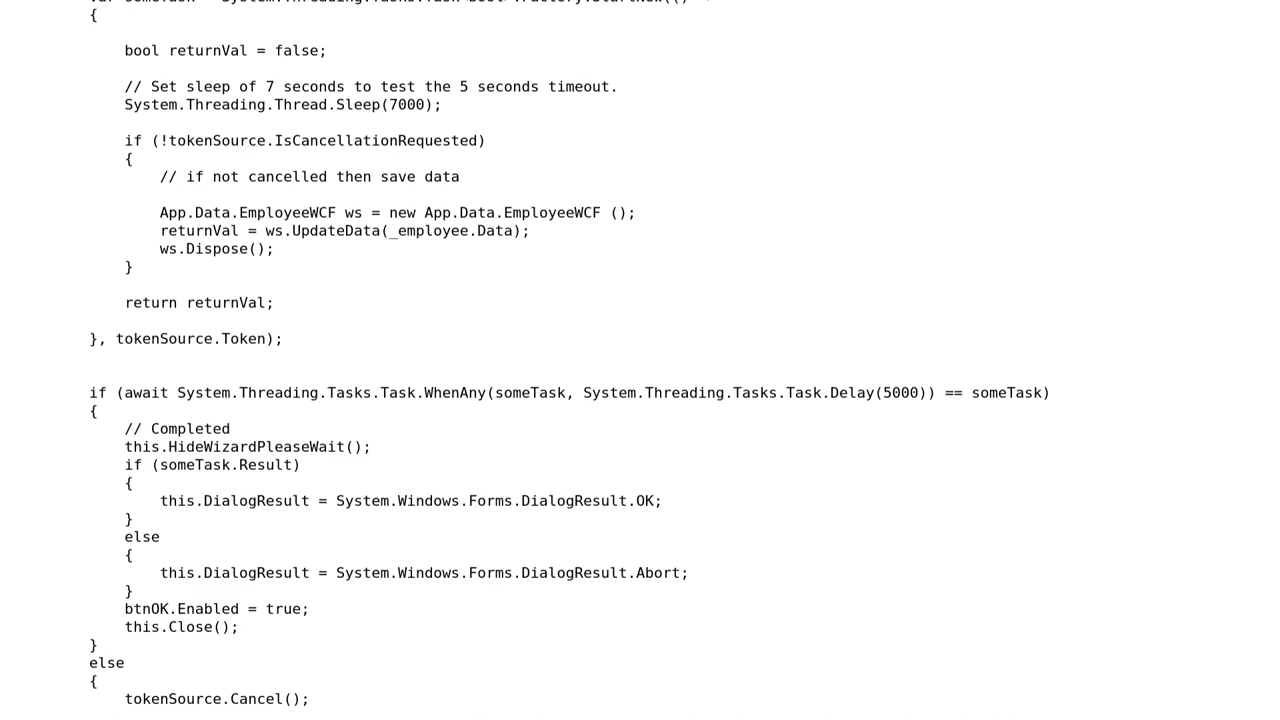 {
bool returnVal = false;
// Set sleep of 7 seconds to test the 5 seconds timeout.
System.Threading.Thread.Sleep(7000);
if (!tokenSource.IsCancellationRequested)
{
// if not cancelled then save data
App.Data.EmployeeWCF ws = new App.Data.EmployeeWCF ();
returnVal = ws.UpdateData(_employee.Data);
ws.Dispose();
}
return returnVal;
}, tokenSource.Token);
if (await System.Threading.Tasks.Task.WhenAny(someTask, System.Threading.Tasks.Task.Delay(5000)) == someTask)
{
// Completed
this.HideWizardPleaseWait();
if (someTask.Result)
{
this.DialogResult = System.Windows.Forms.DialogResult.OK;
}
else
{
this.DialogResult = System.Windows.Forms.DialogResult.Abort;
}
btnOK.Enabled = true;
this.Close();
}
else
{
tokenSource.Cancel();